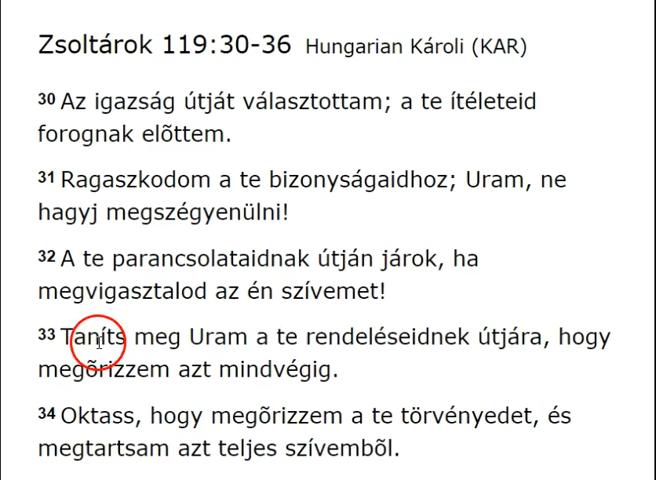 Zsoltárok 119:30-36 Hungarian Károli (KAR)
30 Az igazság útját választottam; a te ítéleteid
forognak elõttem.
31 Ragaszkodom a te bizonyságaidhoz; Uram, ne
hagyj megszégyenülni!
32 A te parancsolataidnak útján járok, ha
megvigasztalod az én szívemet!
33 Taníts meg Uram a te rendeléseidnek útjára, hogy
megõrizzem azt mindvégig.
34 Oktass, hogy megõrizzem a te törvényedet, és
megtartsam azt teljes szívembõl.